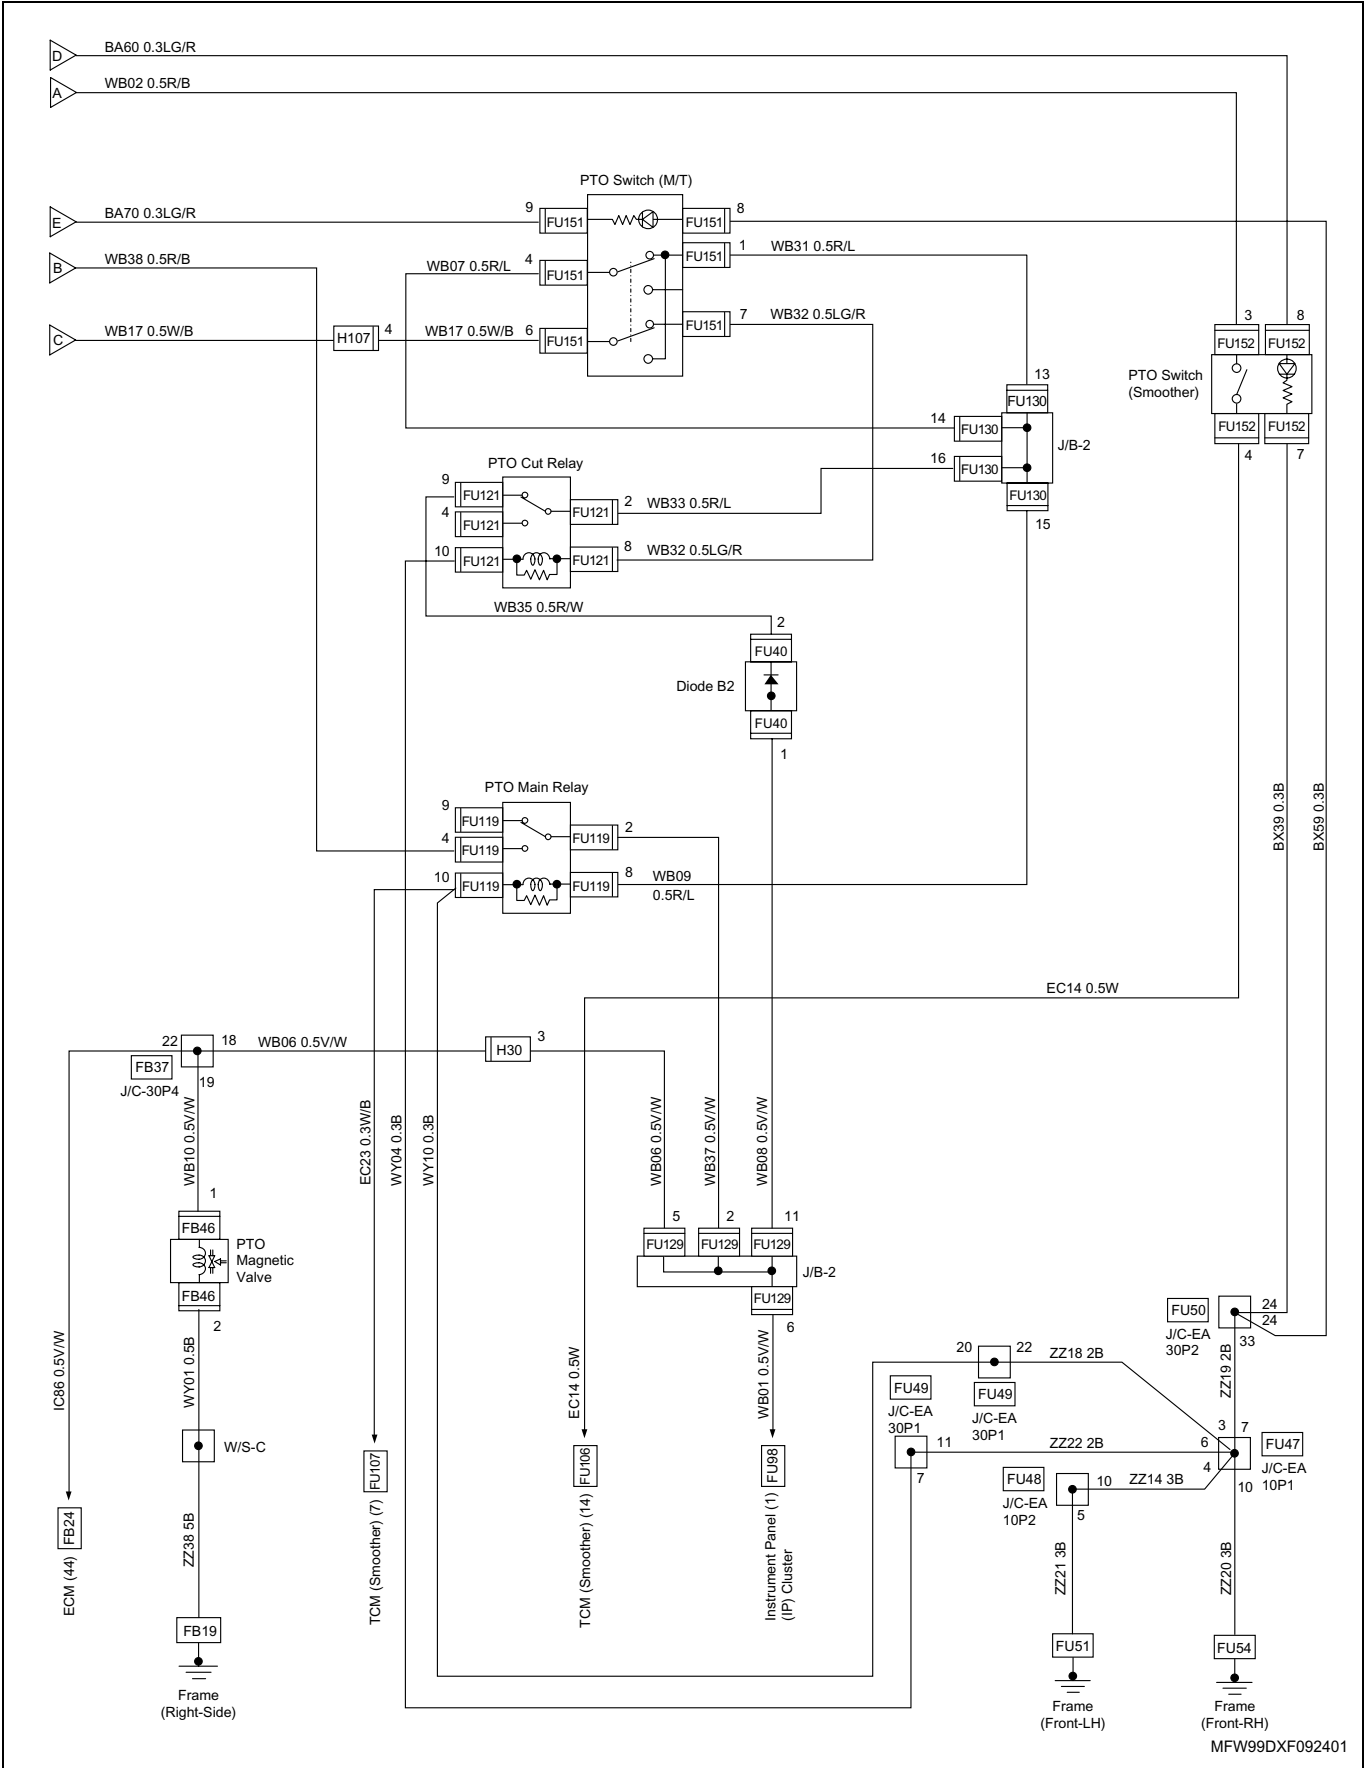 D
BA60 0.3LG/R
A
WB02 0.5R/B
PTO Switch (M/T)
E
BA70 0.3LG/R
9
FU151
FU151
8
B
WB38 0.5R/B
WB07 0.5R/L
4
FU151
FU151
1
WB31 0.5R/L
C
WB17 0.5W/B
H107
4
WB17 0.5W/B
6
FU151
FU151
7
WB32 0.5LG/R
3
8
FU152
FU152
PTO Switch
(Smoother)
FU152
FU152
4
7
13
FU130
14
FU130
J/B-2
16
FU130
FU130
15
PTO Cut Relay
9
FU121
4
FU121
FU121
2
WB33 0.5R/L
10
FU121
FU121
8
WB32 0.5LG/R
WB35 0.5R/W
2
FU40
Diode B2
FU40
1
PTO Main Relay
9
FU119
4
FU119
FU119
2
10
FU119
FU119
8
WB09
0.5R/L
BX39 0.3B
BX59 0.3B
EC14 0.5W
22
18
WB06 0.5V/W
H30
3
FB37
J/C-30P4
19
WB10 0.5V/W
EC23 0.3W/B
WY04 0.3B
WY10 0.3B
WB06 0.5V/W
WB37 0.5V/W
WB08 0.5V/W
1
FB46
PTO
Magnetic
Valve
FB46
2
5
2
11
FU129
FU129
FU129
J/B-2
FU129
6
IC86 0.5V/W
WY01 0.5B
W/S-C
ZZ38 5B
EC14 0.5W
WB01 0.5V/W
FU50
J/C-EA
30P2
24
24
33
ZZ19 2B
20
22
ZZ18 2B
FU49
J/C-EA
30P1
FU49
J/C-EA
30P1
11
7
ZZ22 2B
3
7
6
4
10
FU47
J/C-EA
10P1
FU48
J/C-EA
10P2
10
5
ZZ14 3B
ZZ21 3B
ZZ20 3B
FB24
ECM (44)
FU107
TCM (Smoother) (7)
FU106
TCM (Smoother) (14)
FU98
Instrument Panel (1)
(IP) Cluster
FB19
Frame
(Right-Side)
FU51
Frame
(Front-LH)
FU54
Frame
(Front-RH)
MFW99DXF092401